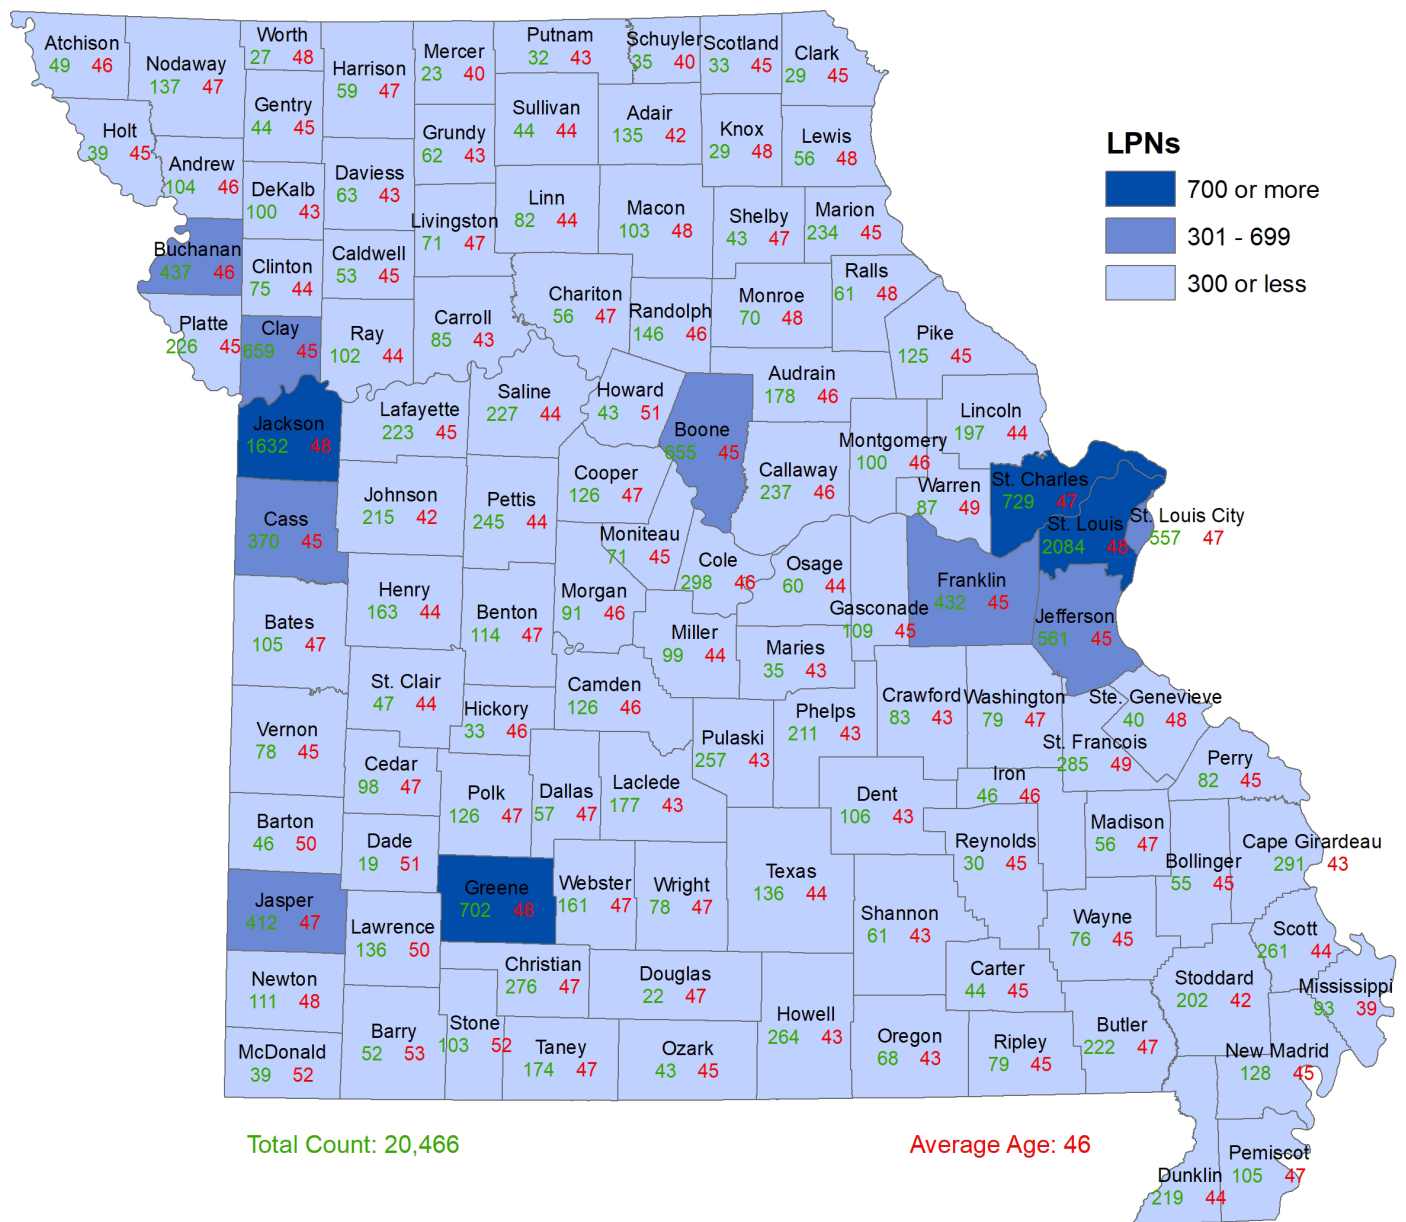 Atchison
49 46
Nodaway
137 47
Worth
27 48
Harrison
59 47
Mercer
23 40
Putnam
32 43
Schuyler
35 40
Scotland
33 45
Clark
29 45
Holt
39 45
Gentry
44 45
Sullivan
44 44
Adair
135 42
Knox
29 48
Lewis
56 48
Grundy
62 43
Andrew
104 46
DeKalb
100 43
Daviess
63 43
Livingston
71 47
Linn
82 44
Macon
103 48
Shelby
43 47
Marion
234 45
LPNs
700 or more
301 - 699
300 or less
Buchanan
437 46
Clinton
75 44
Caldwell
53 45
Ralls
61 48
Chariton
56 47
Randolph
146 46
Monroe
70 48
Platte
226 45
Clay
659 45
Ray
102 44
Carroll
85 43
Pike
125 45
Audrain
178 46
Saline
227 44
Howard
43 51
Lafayette
223 45
Jackson
1632 48
Boone
655 45
Lincoln
197 44
Montgomery
100 46
Callaway
237 46
Cooper
126 47
Warren
87 49
St. Charles
729 47
Johnson
215 42
Pettis
245 44
Cass
370 45
St. Louis
2084 48
St. Louis City
557 47
Moniteau
71 45
Cole
298 46
Osage
60 44
Franklin
432 45
Henry
163 44
Morgan
91 46
Benton
114 47
Gasconade
109 45
Jefferson
561 45
Bates
105 47
Miller
99 44
Maries
35 43
St. Clair
47 44
Camden
126 46
Hickory
33 46
Phelps
211 43
Crawford
83 43
Washington
79 47
Ste. Genevieve
40 48
Vernon
78 45
Pulaski
257 43
St. Francois
285 49
Perry
82 45
Cedar
98 47
Iron
46 46
Polk
126 47
Dallas
57 47
Laclede
177 43
Dent
106 43
Barton
46 50
Dade
19 51
Madison
56 47
Reynolds
30 45
Cape Girardeau
291 43
Bollinger
55 45
Greene
702 48
Webster
161 47
Wright
78 47
Texas
136 44
Jasper
412 47
Lawrence
136 50
Shannon
61 43
Wayne
76 45
Scott
261 44
Christian
276 47
Douglas
22 47
Carter
44 45
Stoddard
202 42
Mississippi
93 39
Newton
111 48
Howell
264 43
Barry
52 53
Stone
103 52
Taney
174 47
Ozark
43 45
Oregon
68 43
Ripley
79 45
Butler
222 47
McDonald
39 52
New Madrid
128 45
Total Count: 20,466
Average Age: 46
Pemiscot
105 47
Dunklin
219 44